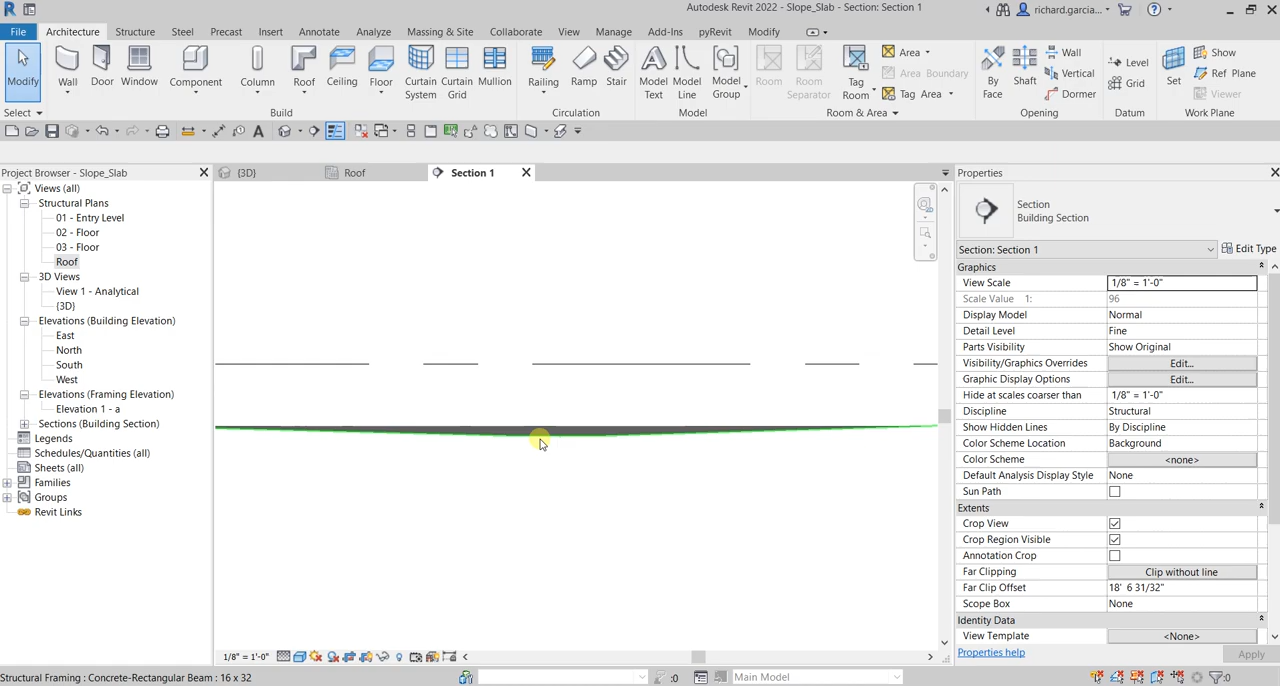 Autodesk Revit 2022 - Slope_Slab - Section: Section 1
richard.garcia...
File Architecture Structure Steel Precast Insert Annotate Analyze Massing & Site Collaborate View Manage Add-Ins pyRevit Modify
Modify
Wall
Door
Window
Component
Column
Roof
Ceiling
Floor
Curtain System
Curtain Grid
Mullion
Railing
Ramp
Stair
Model Text
Model Line
Model Group
Room
Room Separator
Tag Room
Area
Area Boundary
Tag Area
By Face
Shaft
Wall
Vertical
Dormer
Level
Grid
Set
Show
Ref Plane
Viewer
Select
Build
Circulation
Model
Room & Area
Opening
Datum
Work Plane
Project Browser - Slope_Slab
{3D}
Roof
Section 1
Properties
Views (all)
Structural Plans
01 - Entry Level
02 - Floor
03 - Floor
Roof
3D Views
View 1 - Analytical
{3D}
Elevations (Building Elevation)
East
North
South
West
Elevations (Framing Elevation)
Elevation 1 - a
Sections (Building Section)
Legends
Schedules/Quantities (all)
Sheets (all)
Families
Groups
Revit Links
Section
Building Section
Section: Section 1
Edit Type
Graphics
View Scale 1/8" = 1'-0"
Scale Value 1: 96
Display Model Normal
Detail Level Fine
Parts Visibility Show Original
Visibility/Graphics Overrides Edit...
Graphic Display Options Edit...
Hide at scales coarser than 1/8" = 1'-0"
Discipline Structural
Show Hidden Lines By Discipline
Color Scheme Location Background
Color Scheme <none>
Default Analysis Display Style None
Sun Path
Extents
Crop View
Crop Region Visible
Annotation Crop
Far Clipping Clip without line
Far Clip Offset 18' 6 31/32"
Scope Box None
Identity Data
View Template <None>
Properties help
Apply
1/8" = 1'-0"
Structural Framing : Concrete-Rectangular Beam : 16 x 32
:0
Main Model
:0